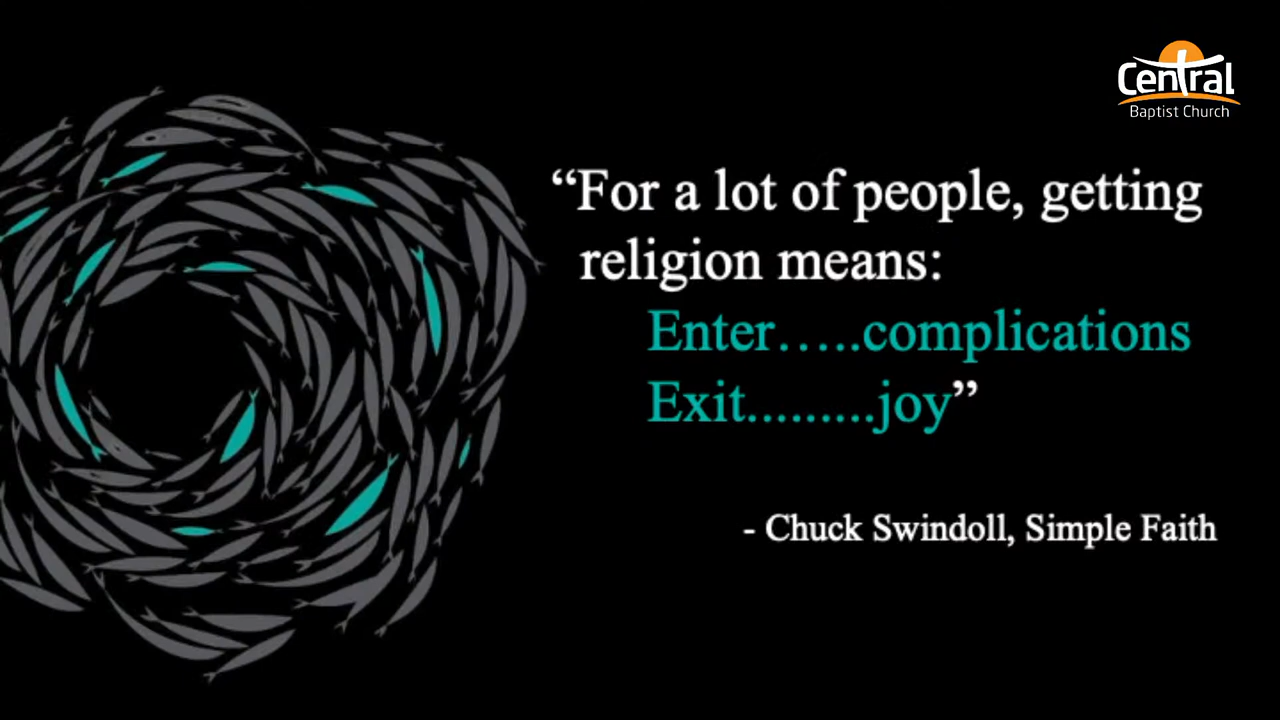 Central
Baptist Church
“For a lot of people, getting
religion means:
Enter…..complications
Exit.........joy”
- Chuck Swindoll, Simple Faith